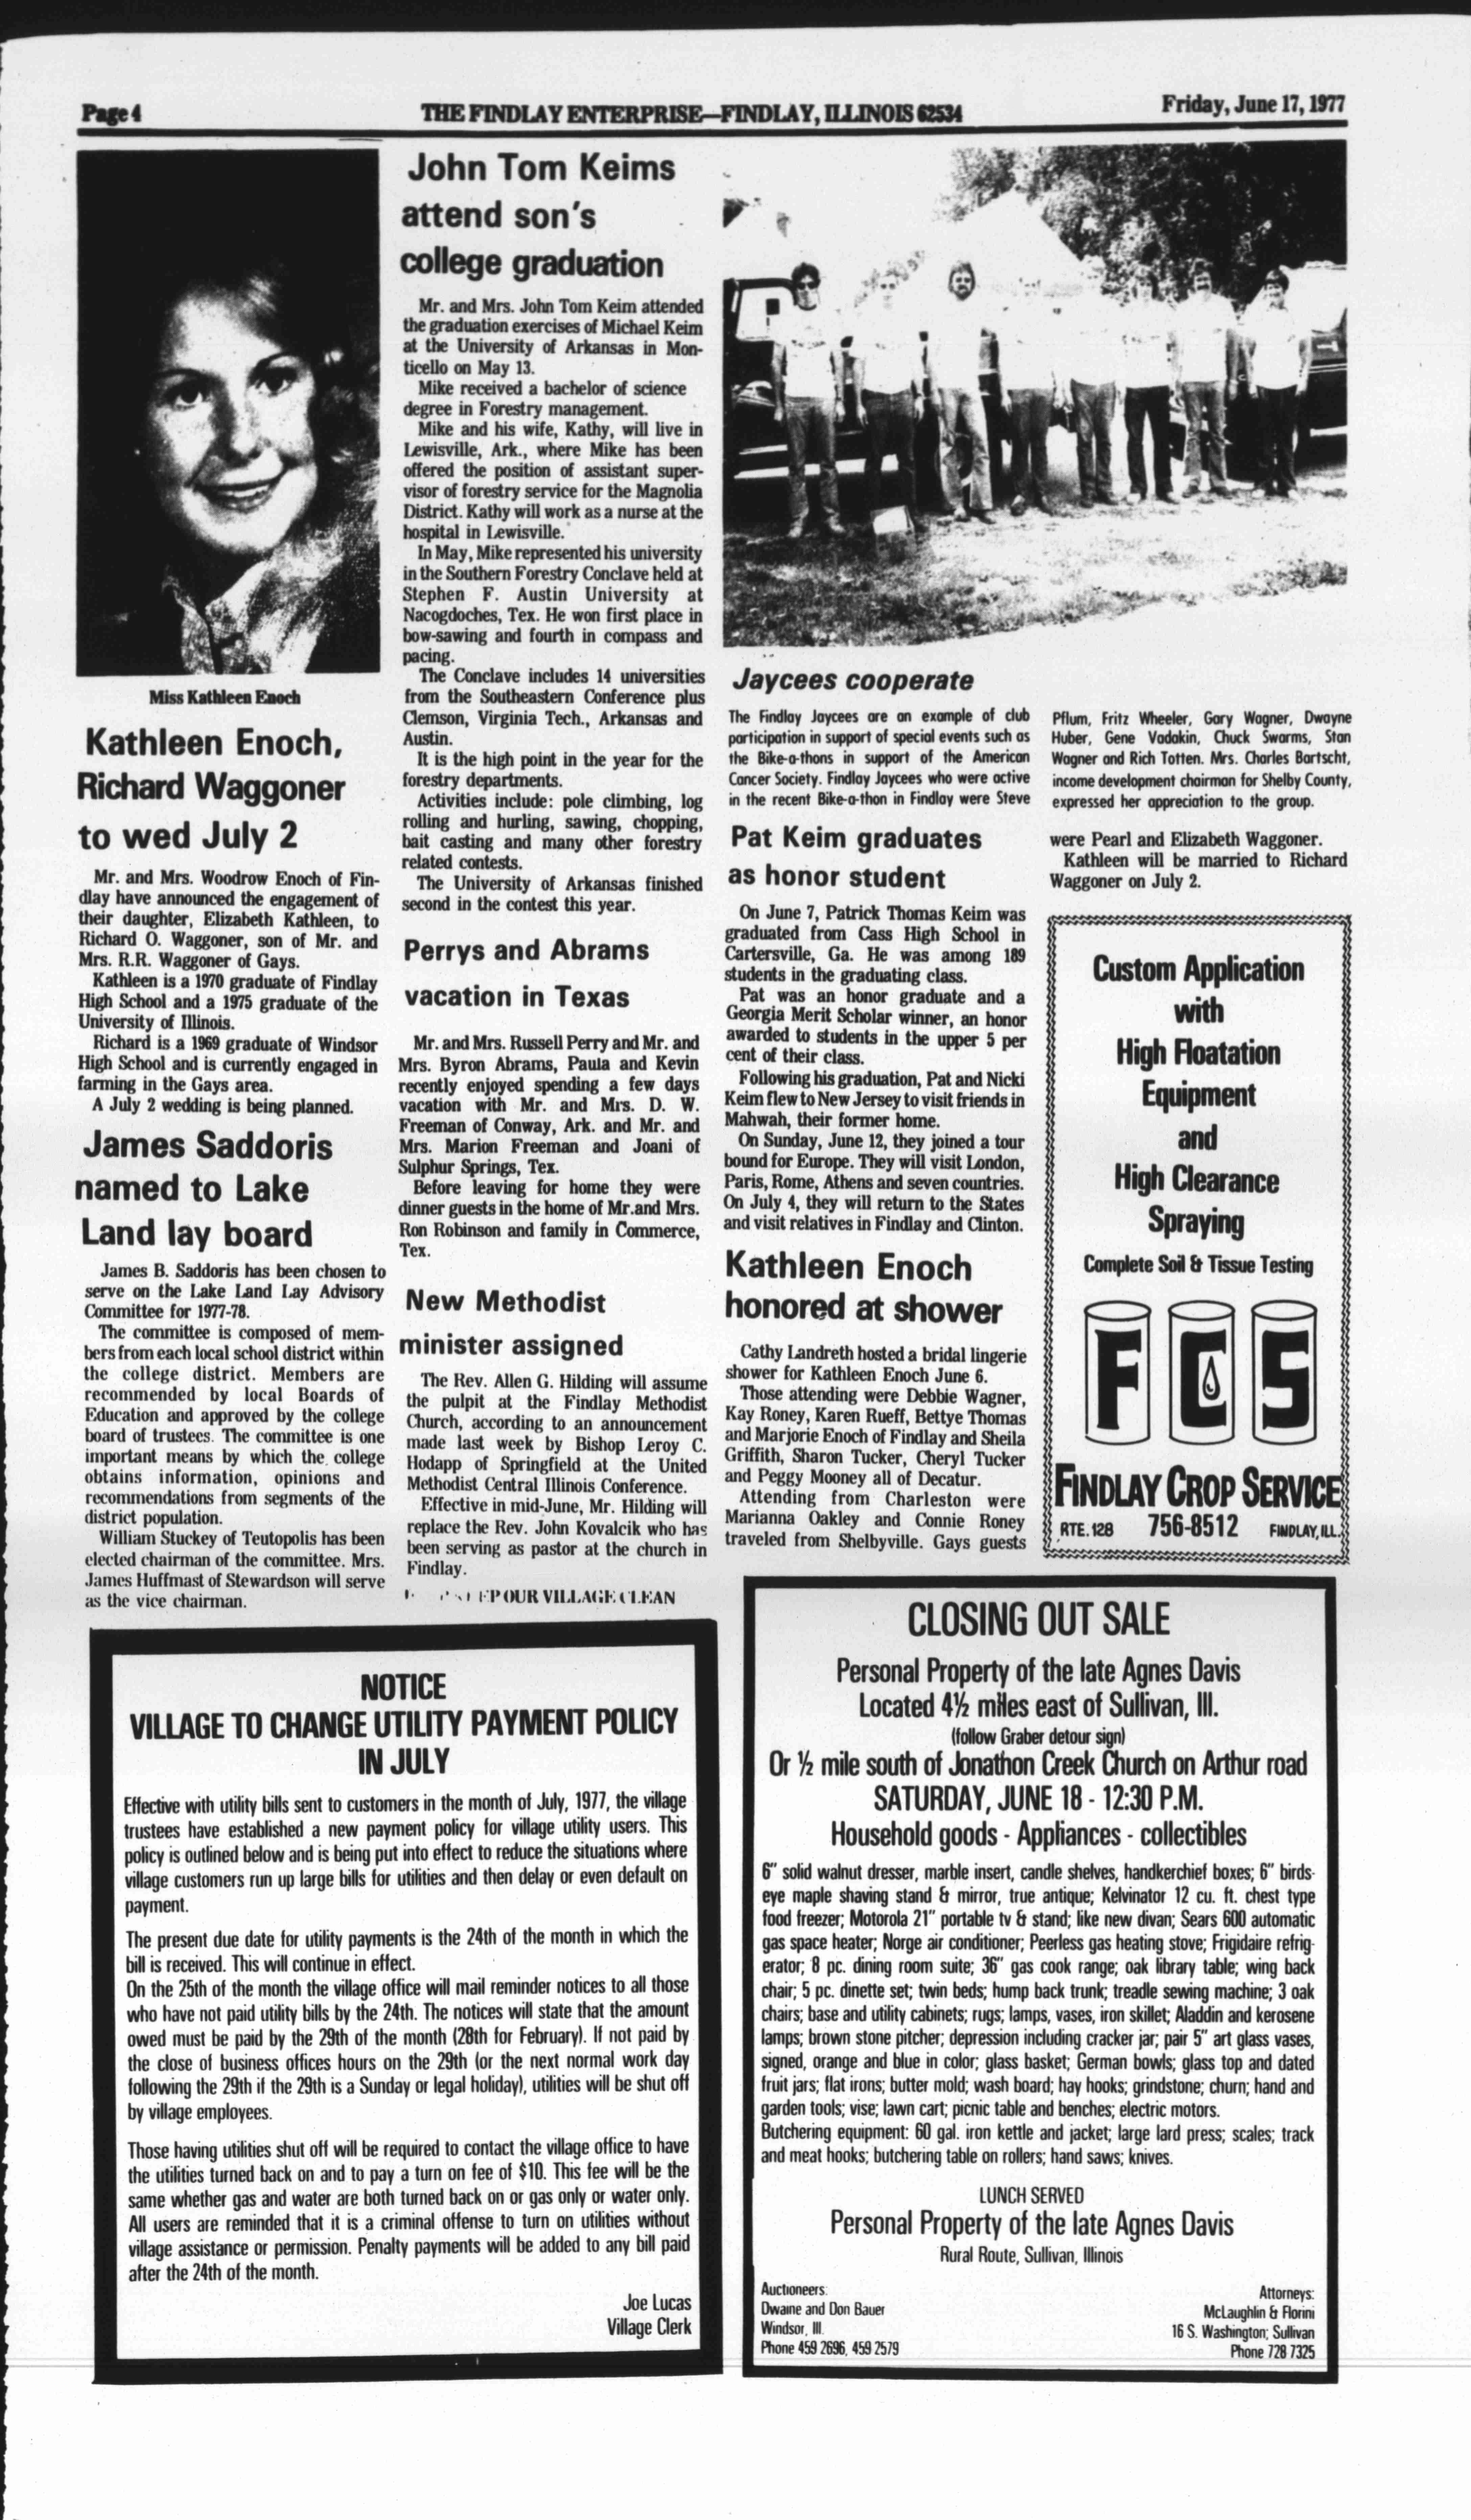 Page 4
THE FINDLAY ENTERPRISE—FINDLAY, ILLINOIS 62534
Friday, June 17, 1977
Miss Kathleen Enoch
Kathleen Enoch,
Richard Waggoner
to wed July 2
Mr. and Mrs. Woodrow Enoch of Fin-
dlay have announced the engagement of
their daughter, Elizabeth Kathleen, to
Richard O. Waggoner, son of Mr. and
Mrs. R.R. Waggoner of Gays.
Kathleen is a 1970 graduate of Findlay
High School and a 1975 graduate of the
University of Illinois.
Richard is a 1969 graduate of Windsor
High School and is currently engaged in
farming in the Gays area.
A July 2 wedding is being planned.
James Saddoris
named to Lake
Land lay board
James B. Saddoris has been chosen to
serve on the Lake Land Lay Advisory
Committee for 1977-78.
The committee is composed of mem-
bers from each local school district within
the college district. Members are
recommended by local Boards of
Education and approved by the college
board of trustees. The committee is one
important means by which the college
obtains information, opinions and
recommendations from segments of the
district population.
William Stuckey of Teutopolis has been
elected chairman of the committee. Mrs.
James Huffmast of Stewardson will serve
as the vice chairman.
John Tom Keims
attend son's
college graduation
Mr. and Mrs. John Tom Keim attended
the graduation exercises of Michael Keim
at the University of Arkansas in Mon-
ticello on May 13.
Mike received a bachelor of science
degree in Forestry management.
Mike and his wife, Kathy, will live in
Lewisville, Ark., where Mike has been
offered the position of assistant super-
visor of forestry service for the Magnolia
District. Kathy will work as a nurse at the
hospital in Lewisville.
In May, Mike represented his university
in the Southern Forestry Conclave held at
Stephen F. Austin University at
Nacogdoches, Tex. He won first place in
bow-sawing and fourth in compass and
pacing.
The Conclave includes 14 universities
from the Southeastern Conference plus
Clemson, Virginia Tech., Arkansas and
Austin.
It is the high point in the year for the
forestry departments.
Activities include: pole climbing, log
rolling and hurling, sawing, chopping,
bait casting and many other forestry
related contests.
The University of Arkansas finished
second in the contest this year.
Perrys and Abrams
vacation in Texas
Mr. and Mrs. Russell Perry and Mr. and
Mrs. Byron Abrams, Paula and Kevin
recently enjoyed spending a few days
vacation with Mr. and Mrs. D. W.
Freeman of Conway, Ark. and Mr. and
Mrs. Marion Freeman and Joani of
Sulphur Springs, Tex.
Before leaving for home they were
dinner guests in the home of Mr.and Mrs.
Ron Robinson and family in Commerce,
Tex.
New Methodist
minister assigned
The Rev. Allen G. Hilding will assume
the pulpit at the Findlay Methodist
Church, according to an announcement
made last week by Bishop Leroy C.
Hodapp of Springfield at the United
Methodist Central Illinois Conference.
Effective in mid-June, Mr. Hilding will
replace the Rev. John Kovalcik who has
been serving as pastor at the church in
Findlay.
OUR VILLAGE CLEAN
Jaycees cooperate
The Findlay Jaycees are an example of club
participation in support of special events such as
the Bike-a-thons in support of the American
Cancer Society. Findlay Jaycees who were active
in the recent Bike-a-thon in Findlay were Steve
Pflum, Fritz Wheeler, Gary Wagner, Dwayne
Huber, Gene Vadakin, Chuck Swarms, Stan
Wagner and Rich Totten. Mrs. Charles Bartscht,
income development chairman for Shelby County,
expressed her appreciation to the group.
Pat Keim graduates
as honor student
On June 7, Patrick Thomas Keim was
graduated from Cass High School in
Cartersville, Ga. He was among 189
students in the graduating class.
Pat was an honor graduate and a
Georgia Merit Scholar winner, an honor
awarded to students in the upper 5 per
cent of their class.
Following his graduation, Pat and Nicki
Keim flew to New Jersey to visit friends in
Mahwah, their former home.
On Sunday, June 12, they joined a tour
bound for Europe. They will visit London,
Paris, Rome, Athens and seven countries.
On July 4, they will return to the States
and visit relatives in Findlay and Clinton.
Kathleen Enoch
honored at shower
Cathy Landreth hosted a bridal lingerie
shower for Kathleen Enoch June 6.
Those attending were Debbie Wagner,
Kay Roney, Karen Rueff, Bettye Thomas
and Marjorie Enoch of Findlay and Sheila
Griffith, Sharon Tucker, Cheryl Tucker
and Peggy Mooney all of Decatur.
Attending from Charleston were
Marianna Oakley and Connie Roney
traveled from Shelbyville. Gays guests
were Pearl and Elizabeth Waggoner.
Kathleen will be married to Richard
Waggoner on July 2.
Custom Application
with
High Floatation
Equipment
and
High Clearance
Spraying
Complete Soil & Tissue Testing
FCS
FINDLAY CROP SERVICE
RTE. 128 756-8512 FINDLAY, ILL.
NOTICE
VILLAGE TO CHANGE UTILITY PAYMENT POLICY
IN JULY
Effective with utility bills sent to customers in the month of July, 1977, the village
trustees have established a new payment policy for village utility users. This
policy is outlined below and is being put into effect to reduce the situations where
village customers run up large bills for utilities and then delay or even default on
payment.
The present due date for utility payments is the 24th of the month in which the
bill is received. This will continue in effect.
On the 25th of the month the village office will mail reminder notices to all those
who have not paid utility bills by the 24th. The notices will state that the amount
owed must be paid by the 29th of the month (28th for February). If not paid by
the close of business offices hours on the 29th (or the next normal work day
following the 29th if the 29th is a Sunday or legal holiday), utilities will be shut off
by village employees.
Those having utilities shut off will be required to contact the village office to have
the utilities turned back on and to pay a turn on fee of $10. This fee will be the
same whether gas and water are both turned back on or gas only or water only.
All users are reminded that it is a criminal offense to turn on utilities without
village assistance or permission. Penalty payments will be added to any bill paid
after the 24th of the month.
Joe Lucas
Village Clerk
CLOSING OUT SALE
Personal Property of the late Agnes Davis
Located 4½ miles east of Sullivan, Ill.
(follow Graber detour sign)
Or ½ mile south of Jonathon Creek Church on Arthur road
SATURDAY, JUNE 18 - 12:30 P.M.
Household goods - Appliances - collectibles
6" solid walnut dresser, marble insert, candle shelves, handkerchief boxes; 6" birds-
eye maple shaving stand & mirror, true antique; Kelvinator 12 cu. ft. chest type
food freezer; Motorola 21" portable tv & stand; like new divan; Sears 600 automatic
gas space heater; Norge air conditioner; Peerless gas heating stove; Frigidaire refrig-
erator; 8 pc. dining room suite; 36" gas cook range; oak library table; wing back
chair; 5 pc. dinette set; twin beds; hump back trunk; treadle sewing machine; 3 oak
chairs; base and utility cabinets; rugs; lamps, vases, iron skillet; Aladdin and kerosene
lamps; brown stone pitcher; depression including cracker jar; pair 5" art glass vases,
signed, orange and blue in color; glass basket; German bowls; glass top and dated
fruit jars; flat irons; butter mold; wash board; hay hooks; grindstone; churn; hand and
garden tools; vise; lawn cart; picnic table and benches; electric motors.
Butchering equipment: 60 gal. iron kettle and jacket; large lard press; scales; track
and meat hooks; butchering table on rollers; hand saws; knives.
LUNCH SERVED
Personal Property of the late Agnes Davis
Rural Route, Sullivan, Illinois
Auctioneers:
Dwaine and Don Bauer
Windsor, Ill.
Phone 459 2696, 459 2579
Attorneys:
McLaughlin & Florini
16 S. Washington; Sullivan
Phone 728 7325